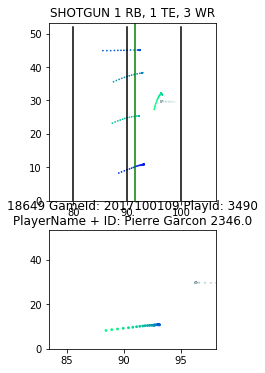 SHOTGUN 1 RB, 1 TE, 3 WR
50
40
30
20
10
0
80 90 100
18649 GameId: 2017100109 PlayId: 3490
PlayerName + ID: Pierre Garcon 2346.0
40
20
0
85 90 95